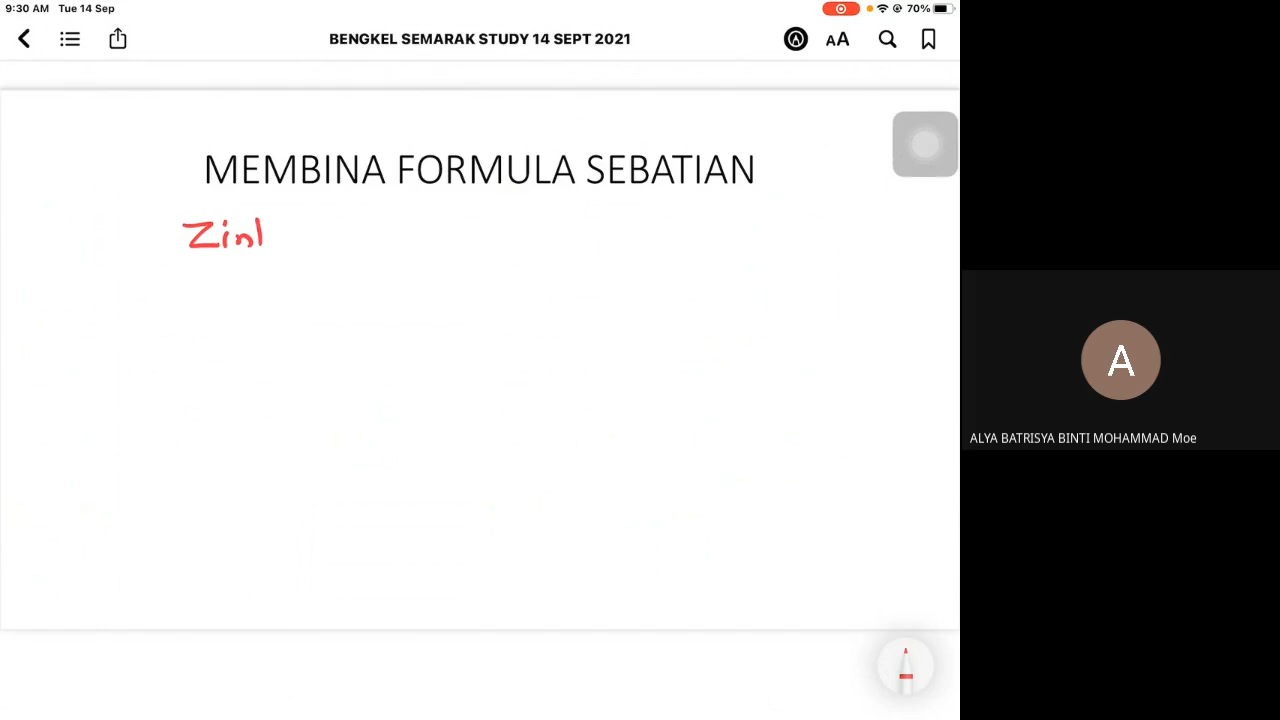 9:30 AM Tue 14 Sep
70%
BENGKEL SEMARAK STUDY 14 SEPT 2021
AA
MEMBINA FORMULA SEBATIAN
Zinl
A
ALYA BATRISYA BINTI MOHAMMAD Moe